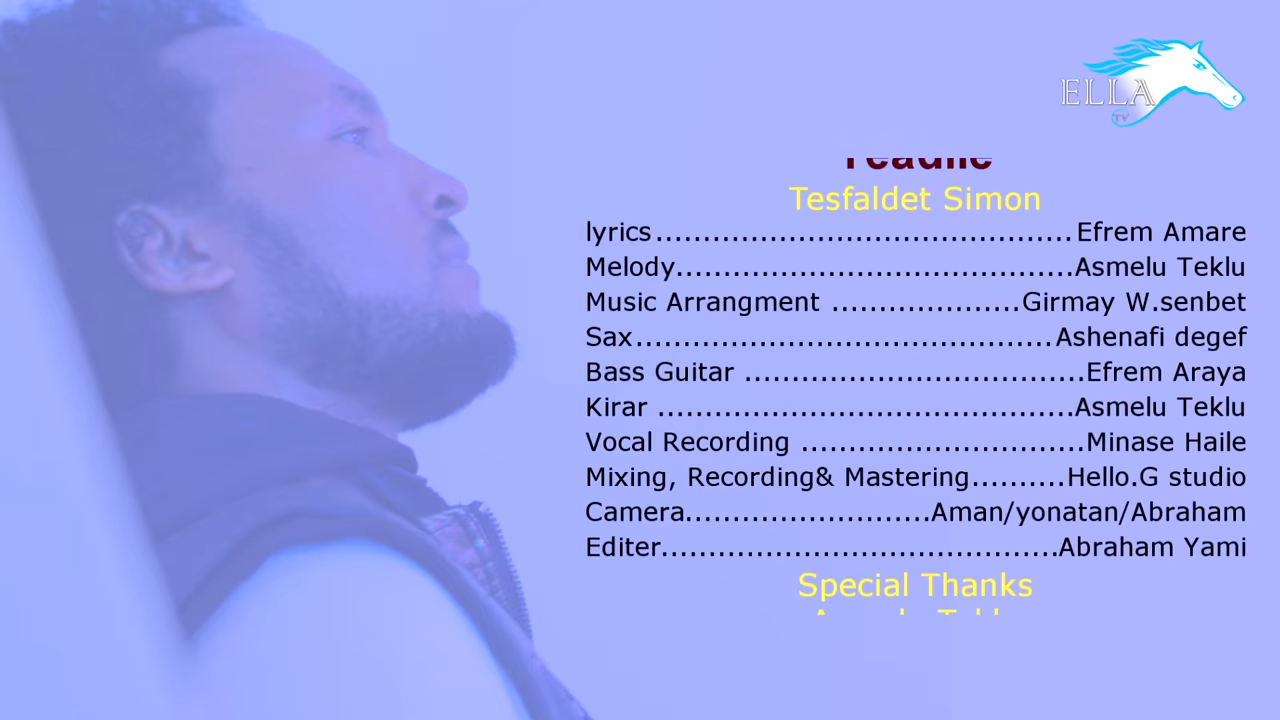 ELLA
TV
Tesfaldet Simon
lyrics............................................Efrem Amare
Melody..........................................Asmelu Teklu
Music Arrangment ....................Girmay W.senbet
Sax............................................Ashenafi degef
Bass Guitar ....................................Efrem Araya
Kirar ............................................Asmelu Teklu
Vocal Recording ..............................Minase Haile
Mixing, Recording& Mastering..........Hello.G studio
Camera..........................Aman/yonatan/Abraham
Editer..........................................Abraham Yami
Special Thanks